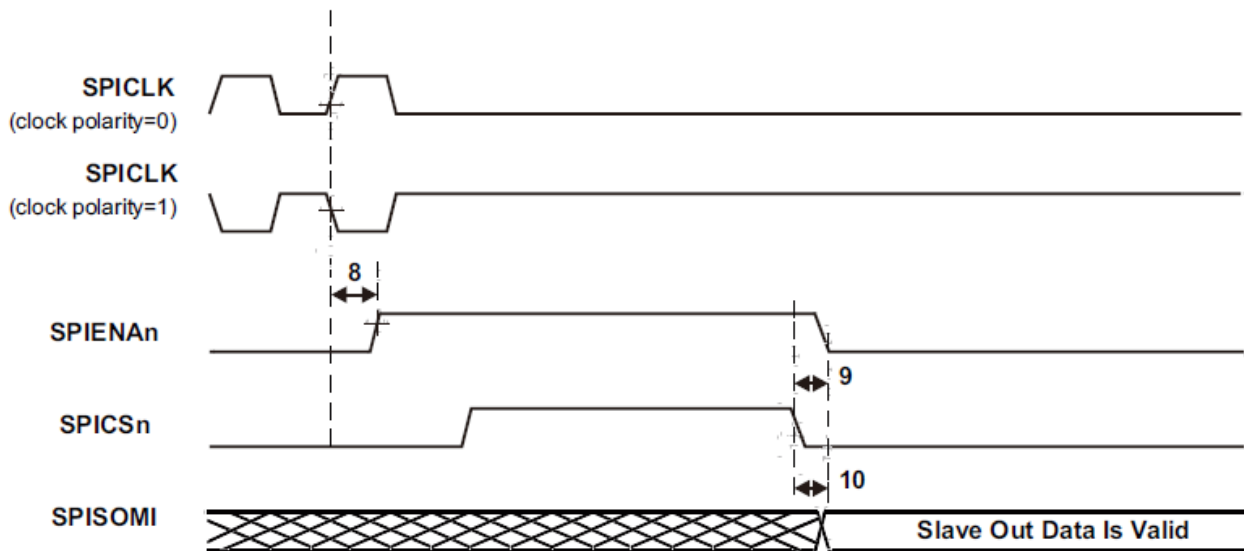 SPICLK
(clock polarity=0)
SPICLK
(clock polarity=1)
8
SPIENAn
9
SPICSn
10
SPISOMI
Slave Out Data Is Valid